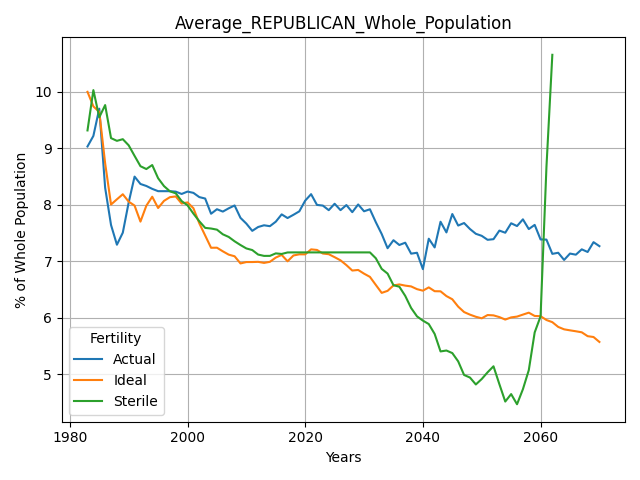 Average_REPUBLICAN_Whole_Population
% of Whole Population
10
9
8
7
6
5
Fertility
Actual
Ideal
Sterile
1980
2000
2020
2040
2060
Years